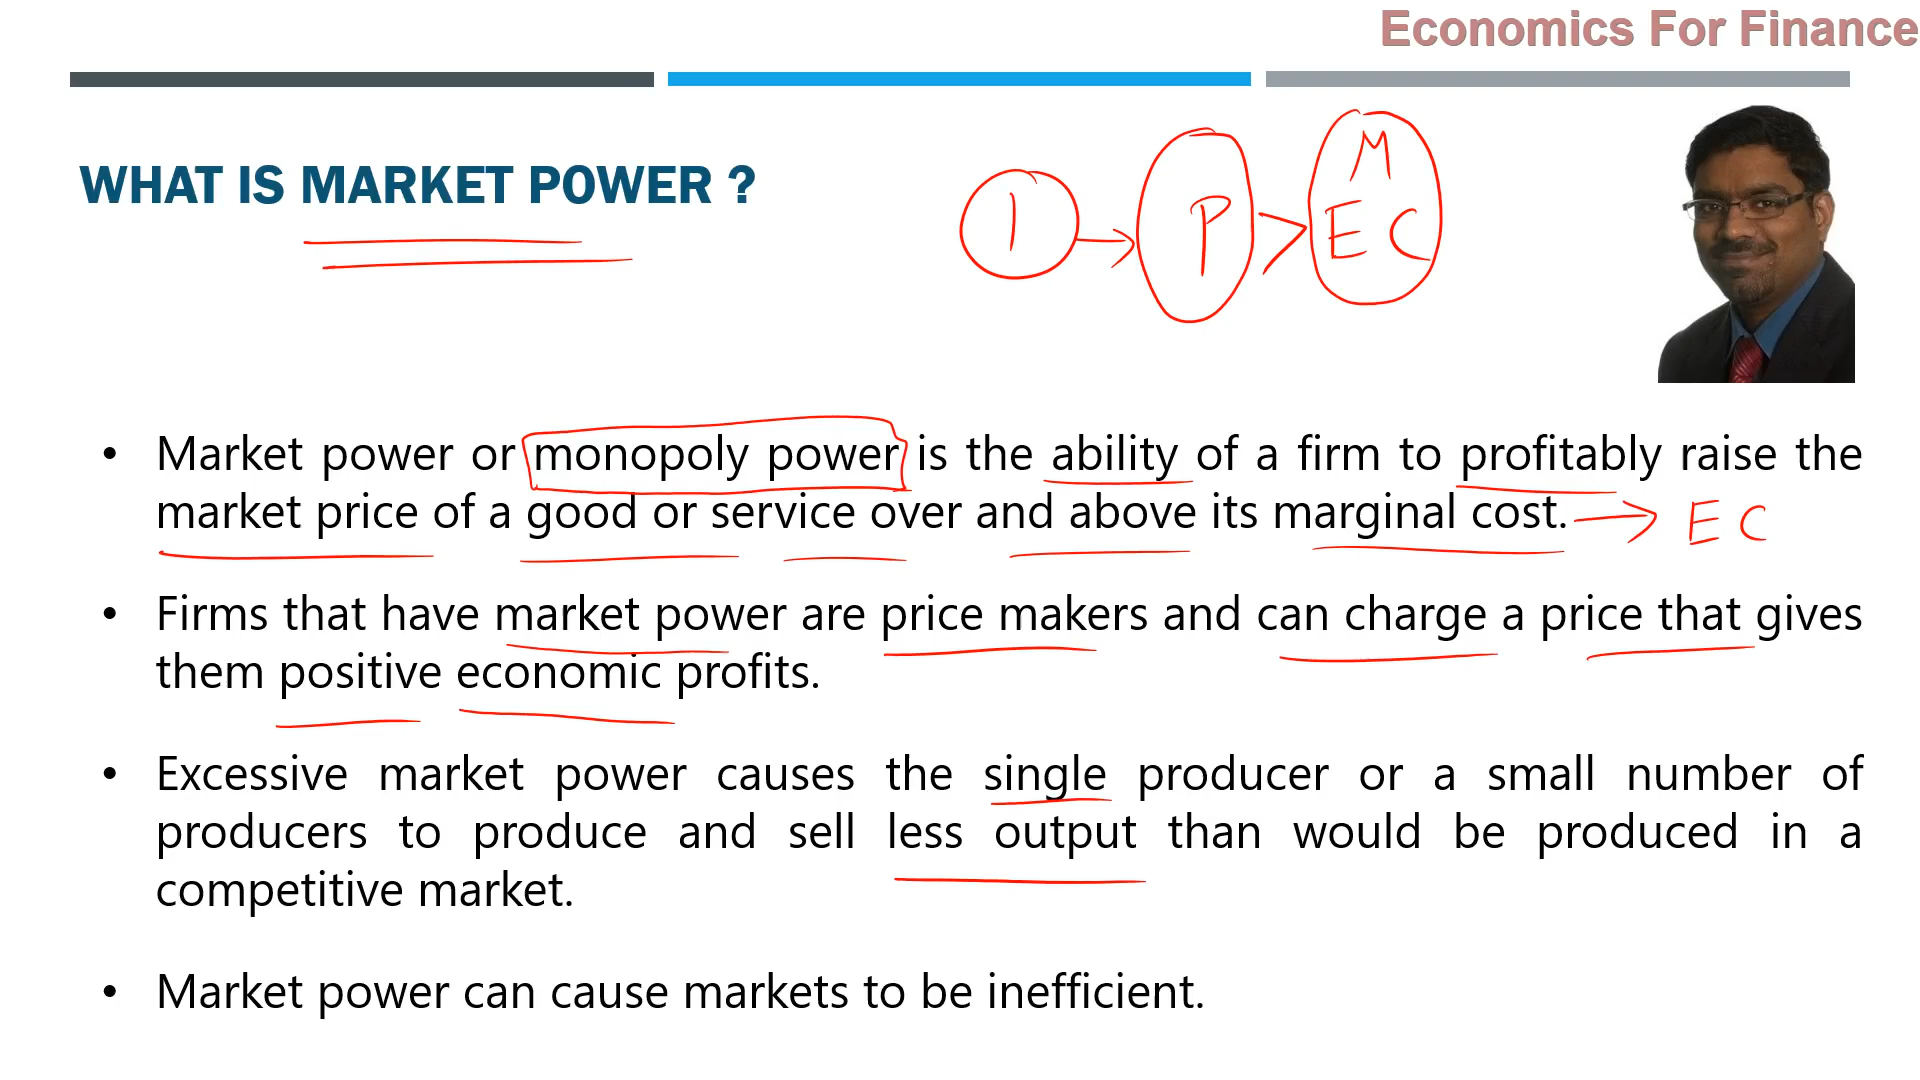 Economics For Finance
WHAT IS MARKET POWER ?
1 → P > M
EC
• Market power or monopoly power is the ability of a firm to profitably raise the
market price of a good or service over and above its marginal cost. → EC
• Firms that have market power are price makers and can charge a price that gives
them positive economic profits.
• Excessive market power causes the single producer or a small number of
producers to produce and sell less output than would be produced in a
competitive market.
• Market power can cause markets to be inefficient.